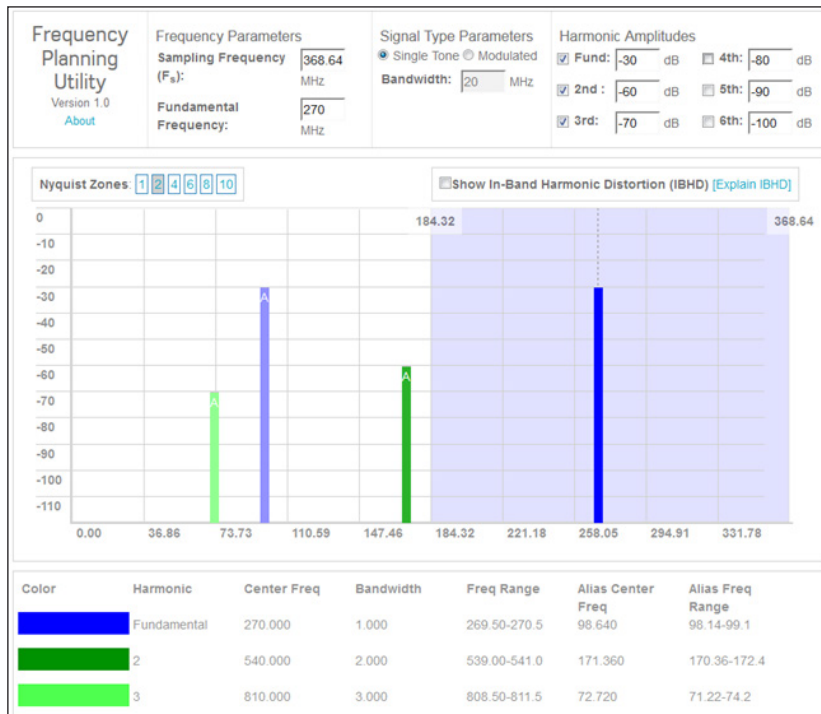 Frequency Planning Utility
Version 1.0
About
Frequency Parameters
Sampling Frequency (Fs): 368.64 MHz
Fundamental Frequency: 270 MHz
Signal Type Parameters
Single Tone Modulated
Bandwidth: 20 MHz
Harmonic Amplitudes
Fund: -30 dB 4th: -80 dB
2nd : -60 dB 5th: -90 dB
3rd: -70 dB 6th: -100 dB
Nyquist Zones: 1 2 4 6 8 10
Show In-Band Harmonic Distortion (IBHD) [Explain IBHD]
184.32 368.64
0
-10
-20
-30
-40
-50
-60
-70
-80
-90
-100
-110
A
A
A
0.00 36.86 73.73 110.59 147.46 184.32 221.18 258.05 294.91 331.78
Color Harmonic Center Freq Bandwidth Freq Range Alias Center Freq Alias Freq Range
Fundamental 270.000 1.000 269.50-270.5 98.640 98.14-99.1
2 540.000 2.000 539.00-541.0 171.360 170.36-172.4
3 810.000 3.000 808.50-811.5 72.720 71.22-74.2